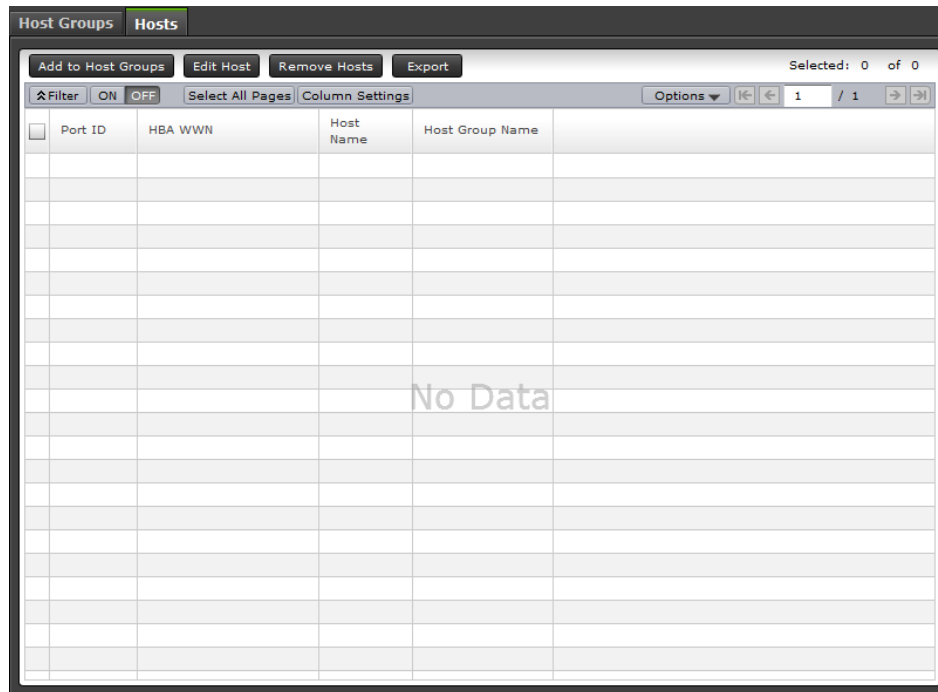 Host Groups Hosts
Add to Host Groups Edit Host Remove Hosts Export Selected: 0 of 0
Filter ON OFF Select All Pages Column Settings Options 1 / 1
Port ID HBA WWN Host Name Host Group Name
No Data